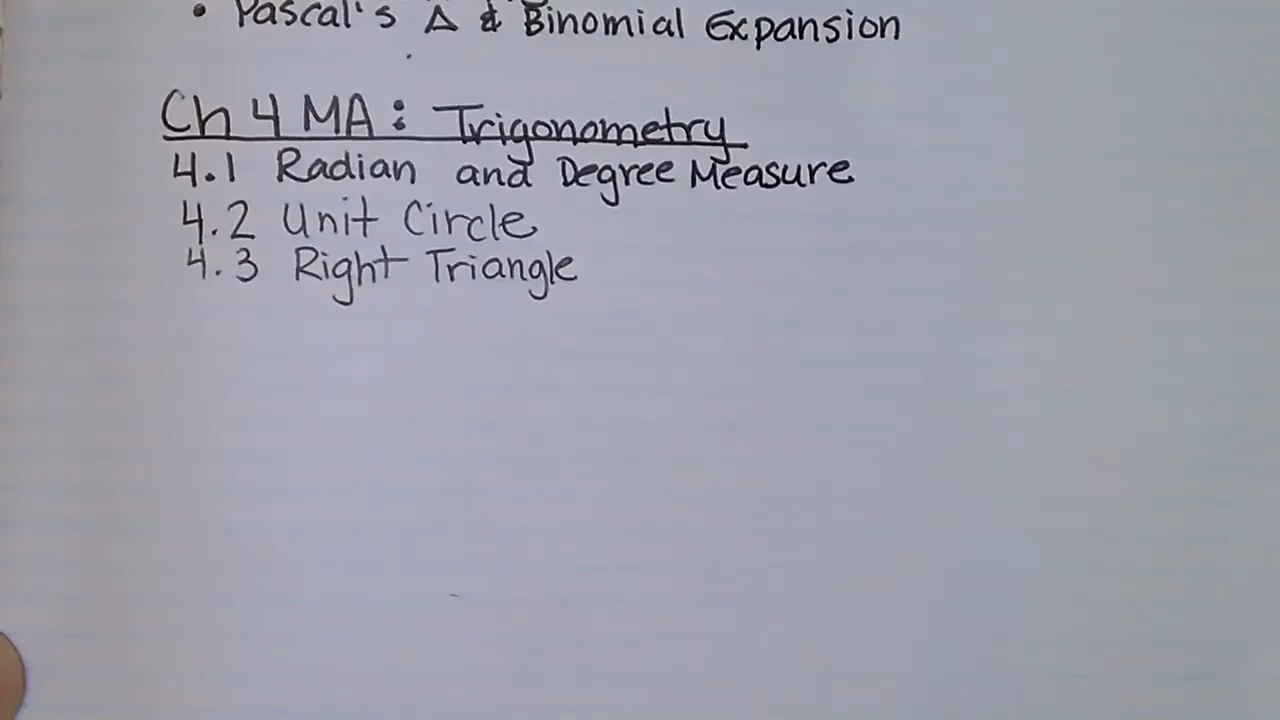 • Pascal's Δ & Binomial Expansion
Ch 4 MA: Trigonometry
4.1 Radian and Degree Measure
4.2 Unit Circle
4.3 Right Triangle